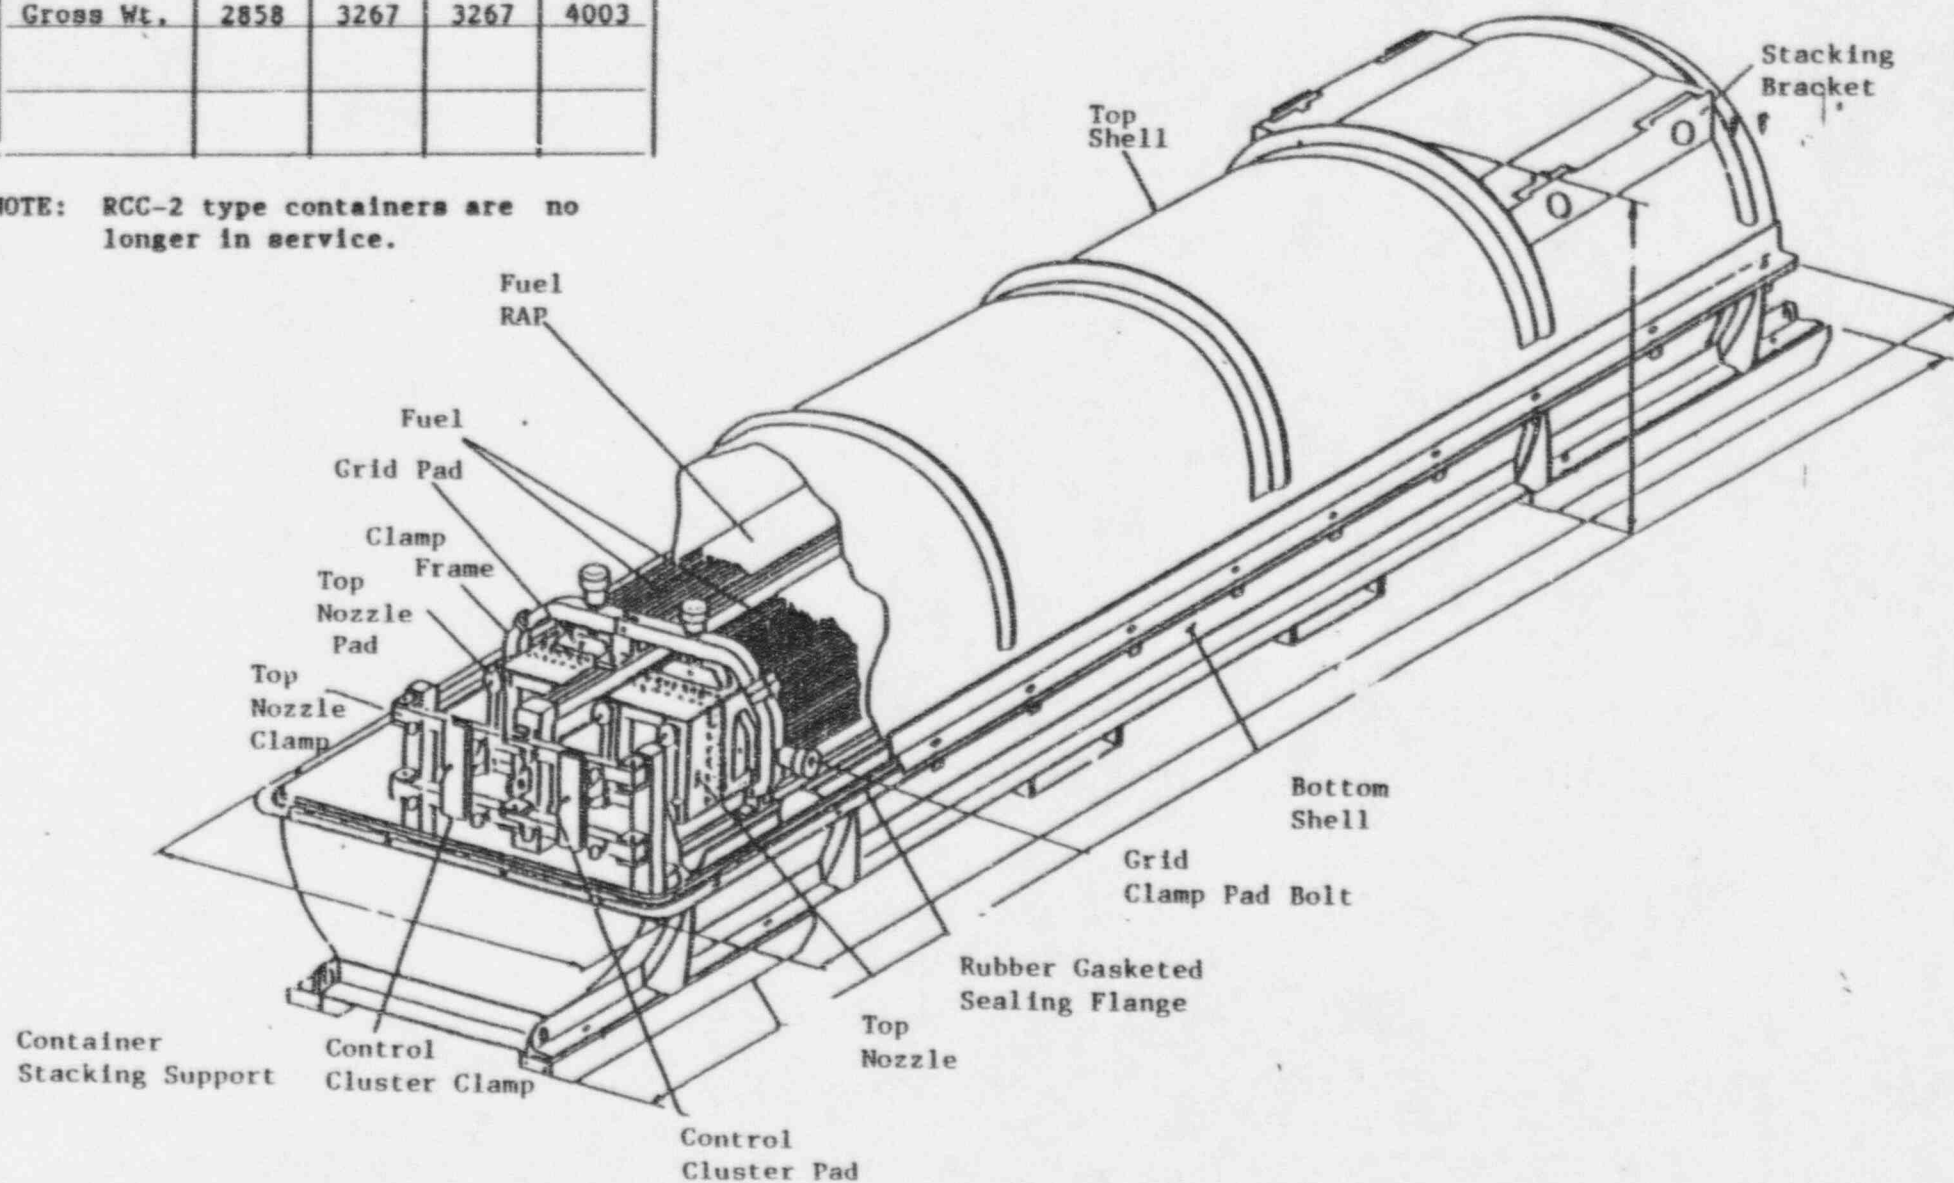 Gross Wt. 2858 3267 3267 4003
NOTE: RCC-2 type containers are no
longer in service.
Stacking
Bracket
Top
Shell
Fuel
RAP
Fuel
Grid Pad
Clamp
Frame
Top
Nozzle
Pad
Top
Nozzle
Clamp
Bottom
Shell
Grid
Clamp Pad Bolt
Rubber Gasketed
Sealing Flange
Top
Nozzle
Container
Stacking Support
Control
Cluster Clamp
Control
Cluster Pad